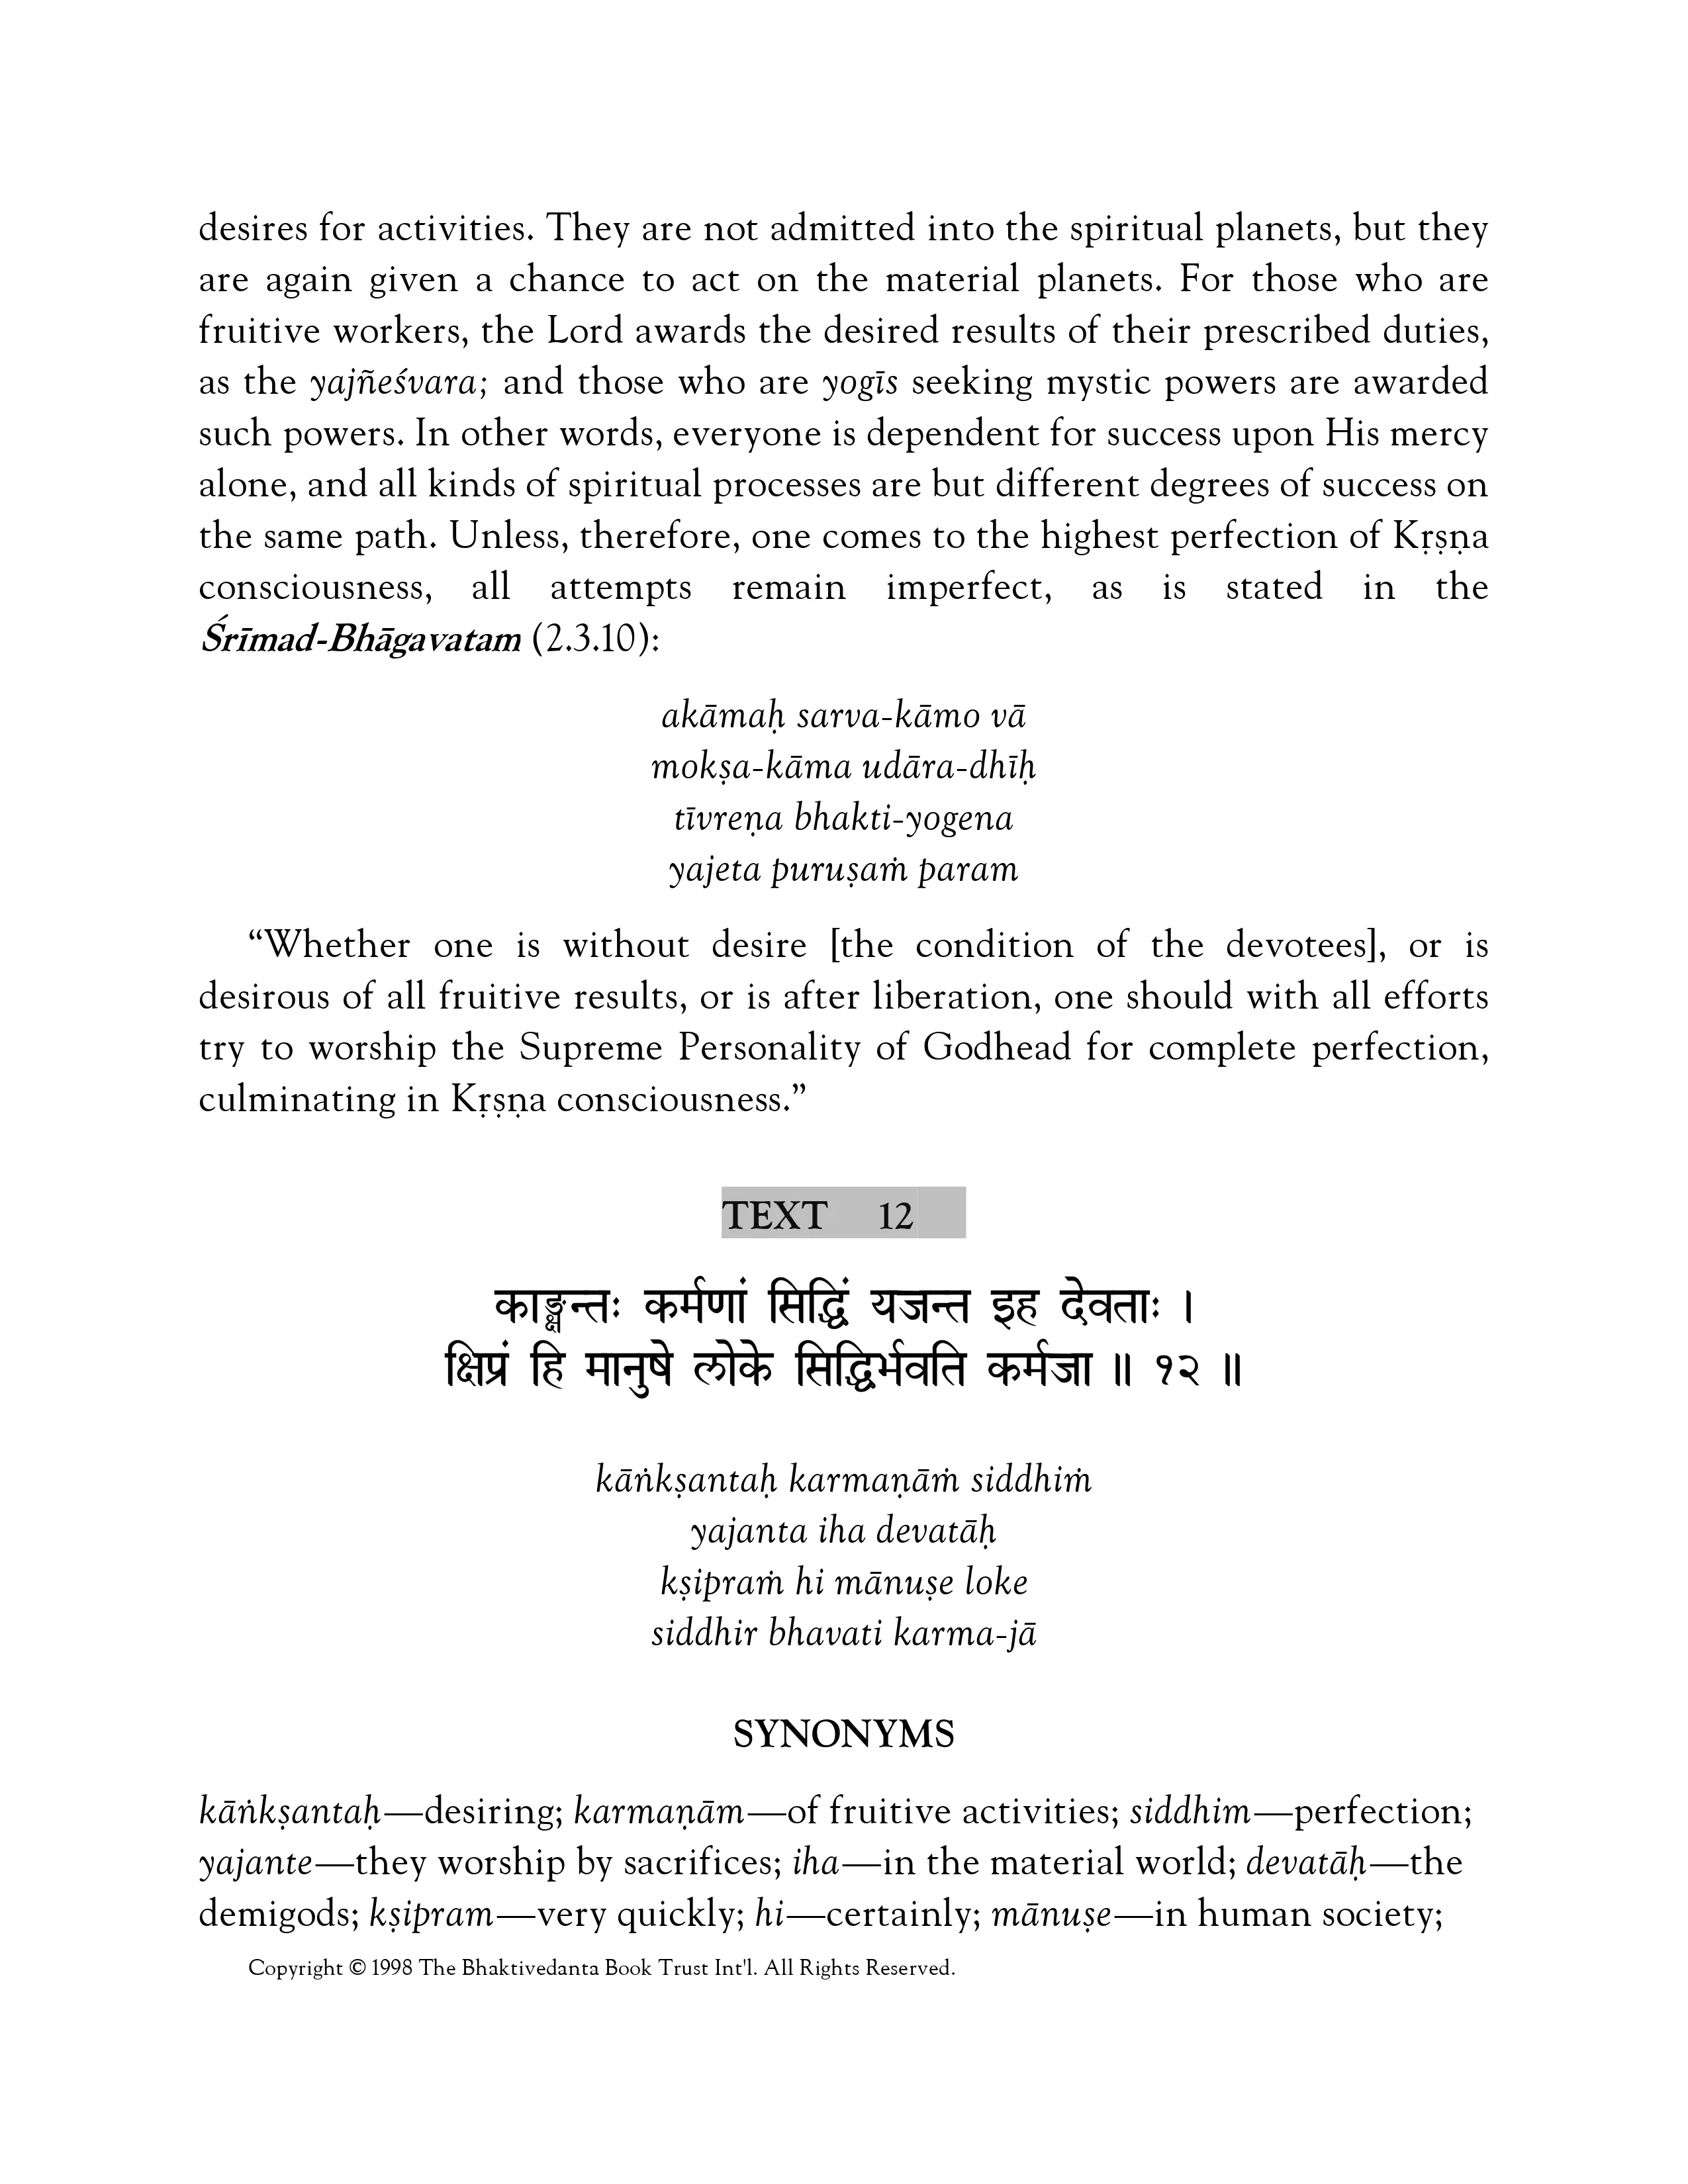 desires for activities. They are not admitted into the spiritual planets, but they
are again given a chance to act on the material planets. For those who are
fruitive workers, the Lord awards the desired results of their prescribed duties,
as the yajñeśvara; and those who are yogīs seeking mystic powers are awarded
such powers. In other words, everyone is dependent for success upon His mercy
alone, and all kinds of spiritual processes are but different degrees of success on
the same path. Unless, therefore, one comes to the highest perfection of Kṛṣṇa
consciousness, all attempts remain imperfect, as is stated in the
Śrīmad-Bhāgavatam (2.3.10):
akāmaḥ sarva-kāmo vā
mokṣa-kāma udāra-dhīḥ
tīvreṇa bhakti-yogena
yajeta puruṣaṁ param
“Whether one is without desire [the condition of the devotees], or is
desirous of all fruitive results, or is after liberation, one should with all efforts
try to worship the Supreme Personality of Godhead for complete perfection,
culminating in Kṛṣṇa consciousness.”
TEXT 12
काङ्क्षन्तः कर्मणां सिद्धिं यजन्त इह देवताः ।
क्षिप्रं हि मानुषे लोके सिद्धिर्भवति कर्मजा ॥ १२ ॥
kāṅkṣantaḥ karmaṇāṁ siddhiṁ
yajanta iha devatāḥ
kṣipraṁ hi mānuṣe loke
siddhir bhavati karma-jā
SYNONYMS
kāṅkṣantaḥ—desiring; karmaṇām—of fruitive activities; siddhim—perfection;
yajante—they worship by sacrifices; iha—in the material world; devatāḥ—the
demigods; kṣipram—very quickly; hi—certainly; mānuṣe—in human society;
Copyright © 1998 The Bhaktivedanta Book Trust Int'l. All Rights Reserved.